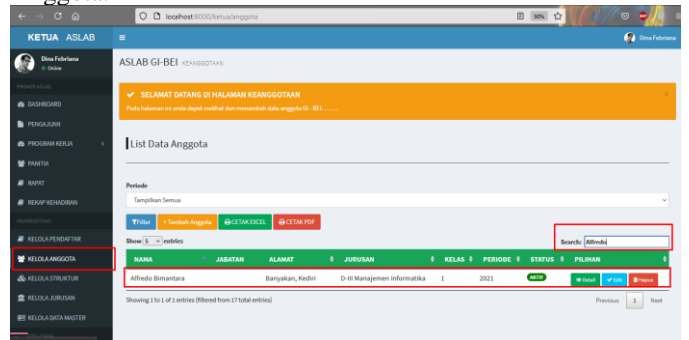 localhost:8000/ketua/anggota
80%
KETUA ASLAB
Dina Febriana
Dina Febriana
Online
ASLAB GI-BEI KEANGGOTAAN
PROKER ASLAB
DASHBOARD
PENGAJUAN
PROGRAM KERJA
PANITIA
RAPAT
REKAP KEHADIRAN
KEANGGOTAAN
KELOLA PENDAFTAR
KELOLA ANGGOTA
KELOLA STRUKTUR
KELOLA JURUSAN
KELOLA DATA MASTER
SELAMAT DATANG DI HALAMAN KEANGGOTAAN
Pada halaman ini anda dapat melihat dan menambah data anggota GI - BEI.........
List Data Anggota
Periode
Tampilkan Semua
Filter + Tambah Anggota CETAK EXCEL CETAK PDF
Show 5 entries
Search: Alfredo
NAMA JABATAN ALAMAT JURUSAN KELAS PERIODE STATUS PILIHAN
Alfredo Bimantara Banyakan, Kediri D-III Manajemen Informatika 1 2021 AKTIF Detail Edit Hapus
Showing 1 to 1 of 1 entries (filtered from 17 total entries)
Previous 1 Next